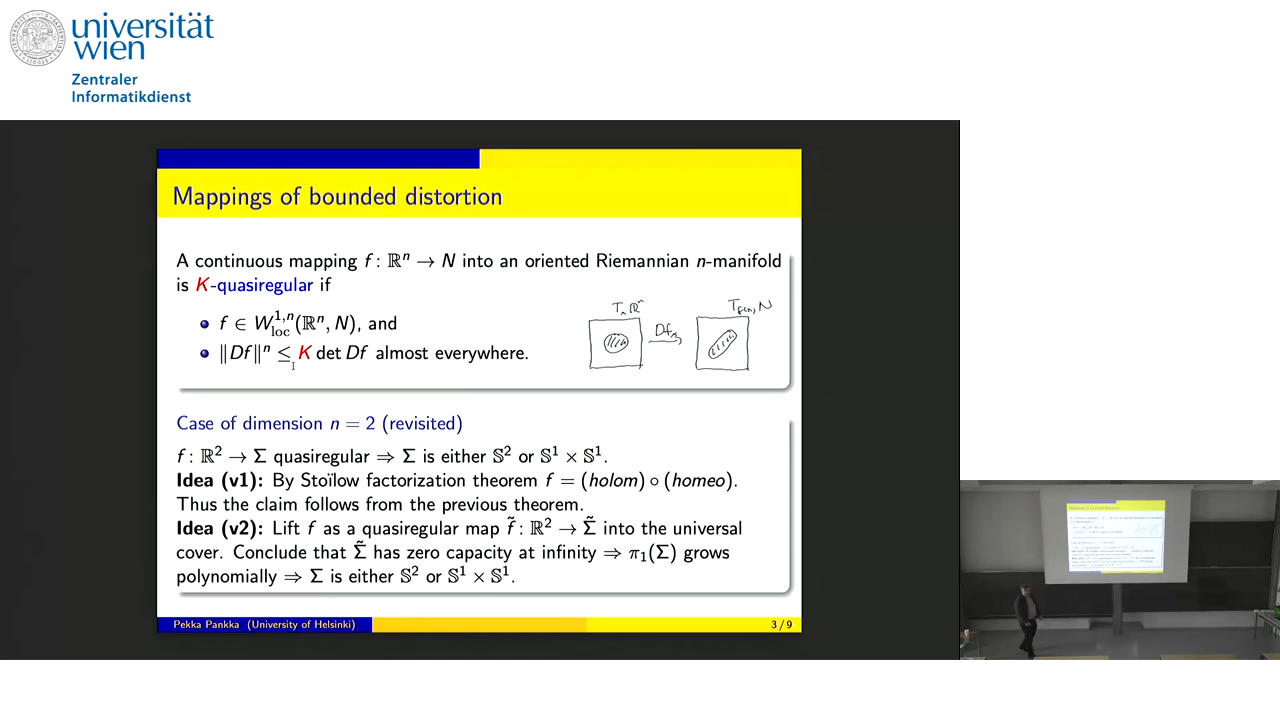 universität
wien
Zentraler
Informatikdienst
Mappings of bounded distortion
A continuous mapping f : ℝⁿ → N into an oriented Riemannian n-manifold
is K-quasiregular if
f ∈ W^{1,n}_{loc}(ℝⁿ, N), and
‖Df‖ⁿ ≤ K det Df almost everywhere.
Case of dimension n = 2 (revisited)
f : ℝ² → Σ quasiregular ⇒ Σ is either 𝕊² or 𝕊¹ × 𝕊¹.
Idea (v1): By Stoïlow factorization theorem f = (holom) ∘ (homeo).
Thus the claim follows from the previous theorem.
Idea (v2): Lift f as a quasiregular map f̃ : ℝ² → Σ̃ into the universal
cover. Conclude that Σ̃ has zero capacity at infinity ⇒ π₁(Σ) grows
polynomially ⇒ Σ is either 𝕊² or 𝕊¹ × 𝕊¹.
Pekka Pankka (University of Helsinki)
3 / 9